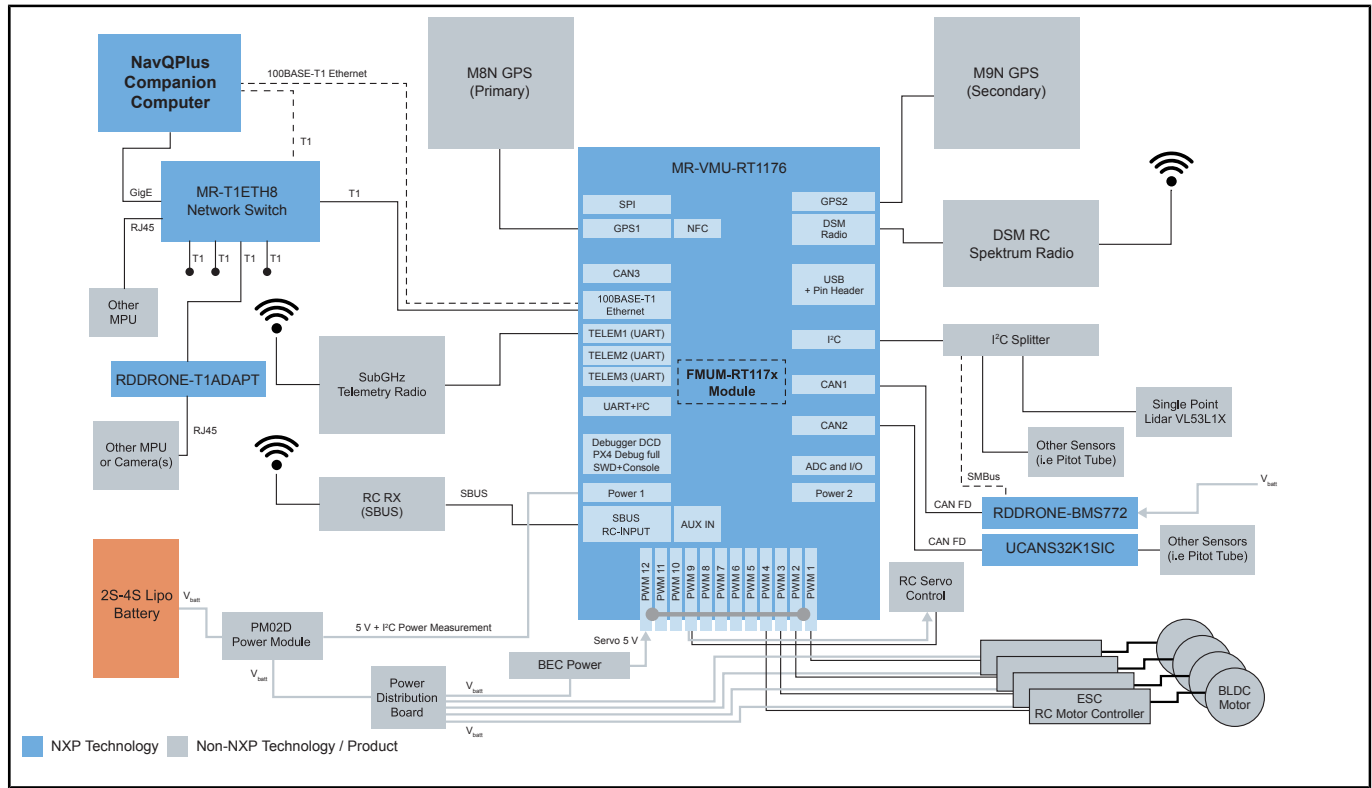 NavQPlus
Companion
Computer
100BASE-T1 Ethernet
T1
GigE
MR-T1ETH8
Network Switch
T1
RJ45
T1
T1
T1
T1
Other
MPU
RDDRONE-T1ADAPT
RJ45
Other MPU
or Camera(s)
SubGHz
Telemetry Radio
RC RX
(SBUS)
SBUS
2S-4S Lipo
Battery
Vbatt
PM02D
Power Module
5 V + I²C Power Measurement
Vbatt
Power
Distribution
Board
Vbatt
Vbatt
BEC Power
Servo 5 V
M8N GPS
(Primary)
M9N GPS
(Secondary)
MR-VMU-RT1176
SPI
GPS1
NFC
CAN3
100BASE-T1
Ethernet
TELEM1 (UART)
TELEM2 (UART)
TELEM3 (UART)
UART+I²C
Debugger DCD
PX4 Debug full
SWD+Console
Power 1
SBUS
RC-INPUT
AUX IN
FMUM-RT117x
Module
GPS2
DSM
Radio
USB
+ Pin Header
I²C
CAN1
CAN2
ADC and I/O
Power 2
PWM 12
PWM 11
PWM 10
PWM 9
PWM 8
PWM 7
PWM 6
PWM 5
PWM 4
PWM 3
PWM 2
PWM 1
DSM RC
Spektrum Radio
I²C Splitter
Single Point
Lidar VL53L1X
Other Sensors
(i.e Pitot Tube)
SMBus
Vbatt
CAN FD
RDDRONE-BMS772
CAN FD
UCANS32K1SIC
Other Sensors
(i.e Pitot Tube)
RC Servo
Control
ESC
RC Motor Controller
BLDC
Motor
NXP Technology
Non-NXP Technology / Product